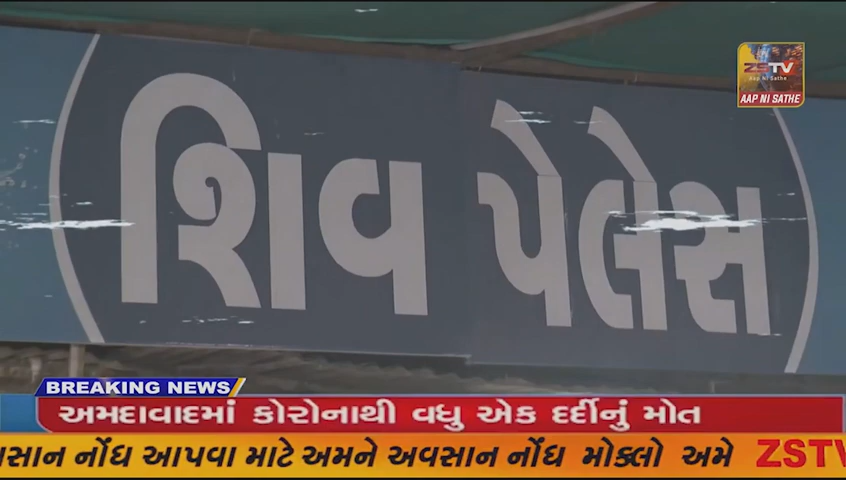 ZSTV
Aap Ni Sathe
AAP NI SATHE
શિવ પેલેસ
BREAKING NEWS
અમદાવાદમાં કોરોનાથી વધુ એક દર્દીનું મોત
નોંધ આપવા માટે અમને અવસાન નોંધ મોકલો અમે ZSTV